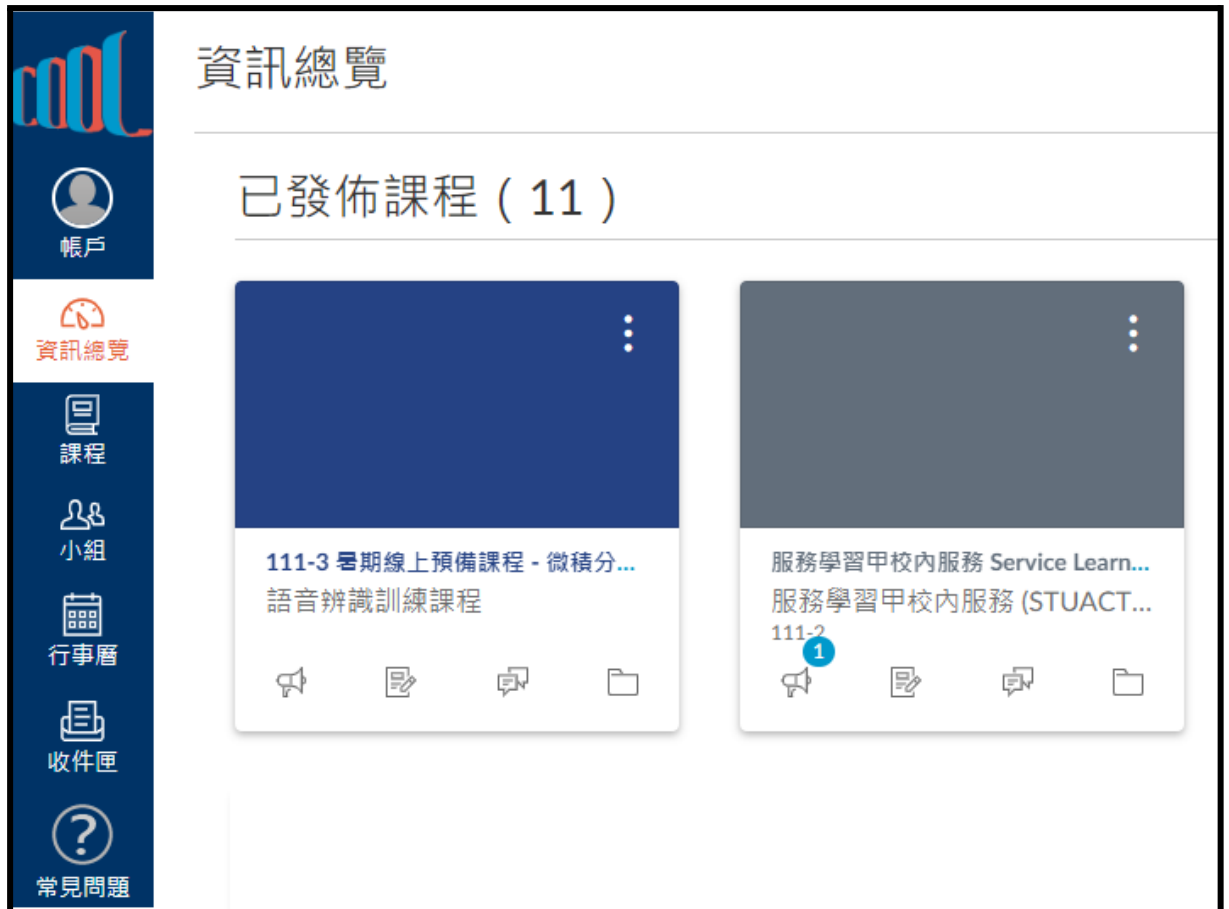 COOL
資訊總覽
已發佈課程（11）
帳戶
資訊總覽
課程
小組
行事曆
收件匣
常見問題
111-3 暑期線上預備課程 - 微積分...
語音辨識訓練課程
服務學習甲校內服務 Service Learn...
服務學習甲校內服務 (STUACT...
111-2
1